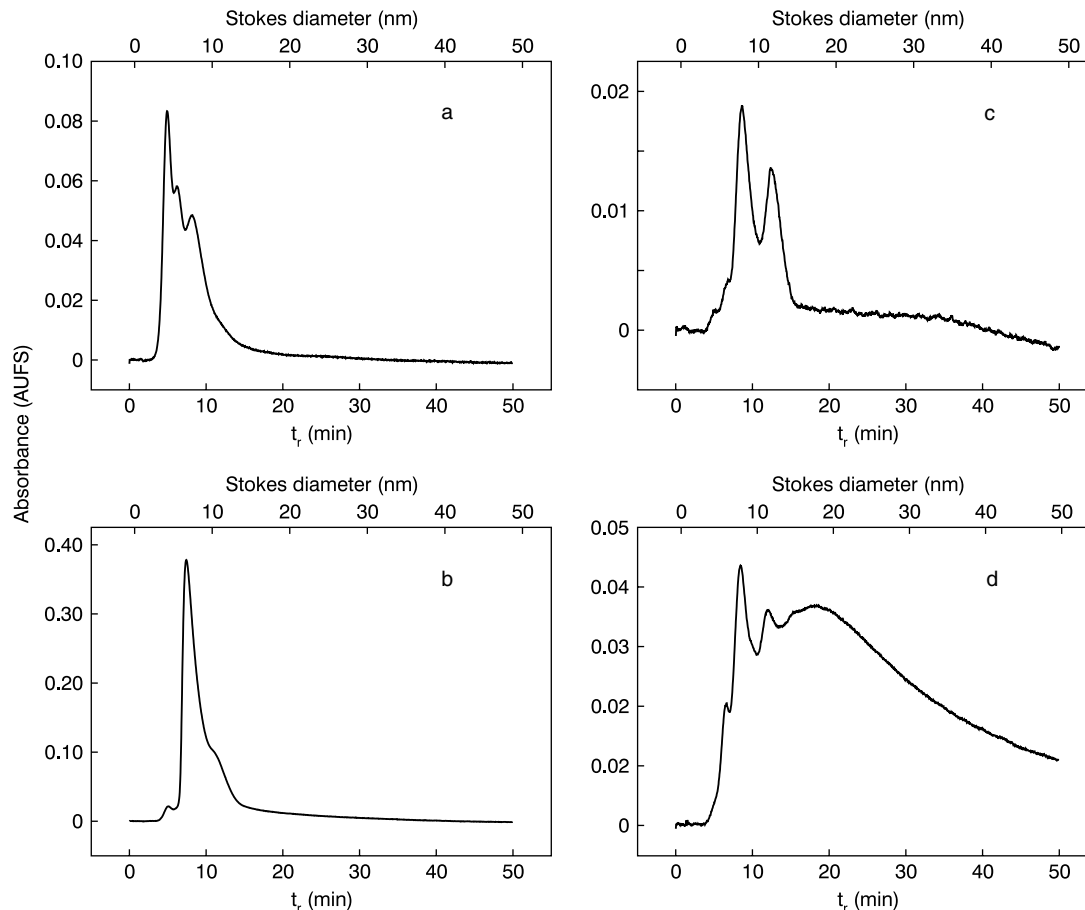 Stokes diameter (nm)
0 10 20 30 40 50
0.10
0.08
0.06
0.04
0.02
0
a
0 10 20 30 40 50
t_r (min)
Stokes diameter (nm)
0 10 20 30 40 50
0.02
0.01
0
c
0 10 20 30 40 50
t_r (min)
Absorbance (AUFS)
Stokes diameter (nm)
0 10 20 30 40 50
0.40
0.30
0.20
0.10
0
b
0 10 20 30 40 50
t_r (min)
Stokes diameter (nm)
0 10 20 30 40 50
0.05
0.04
0.03
0.02
0.02
0
d
0 10 20 30 40 50
t_r (min)